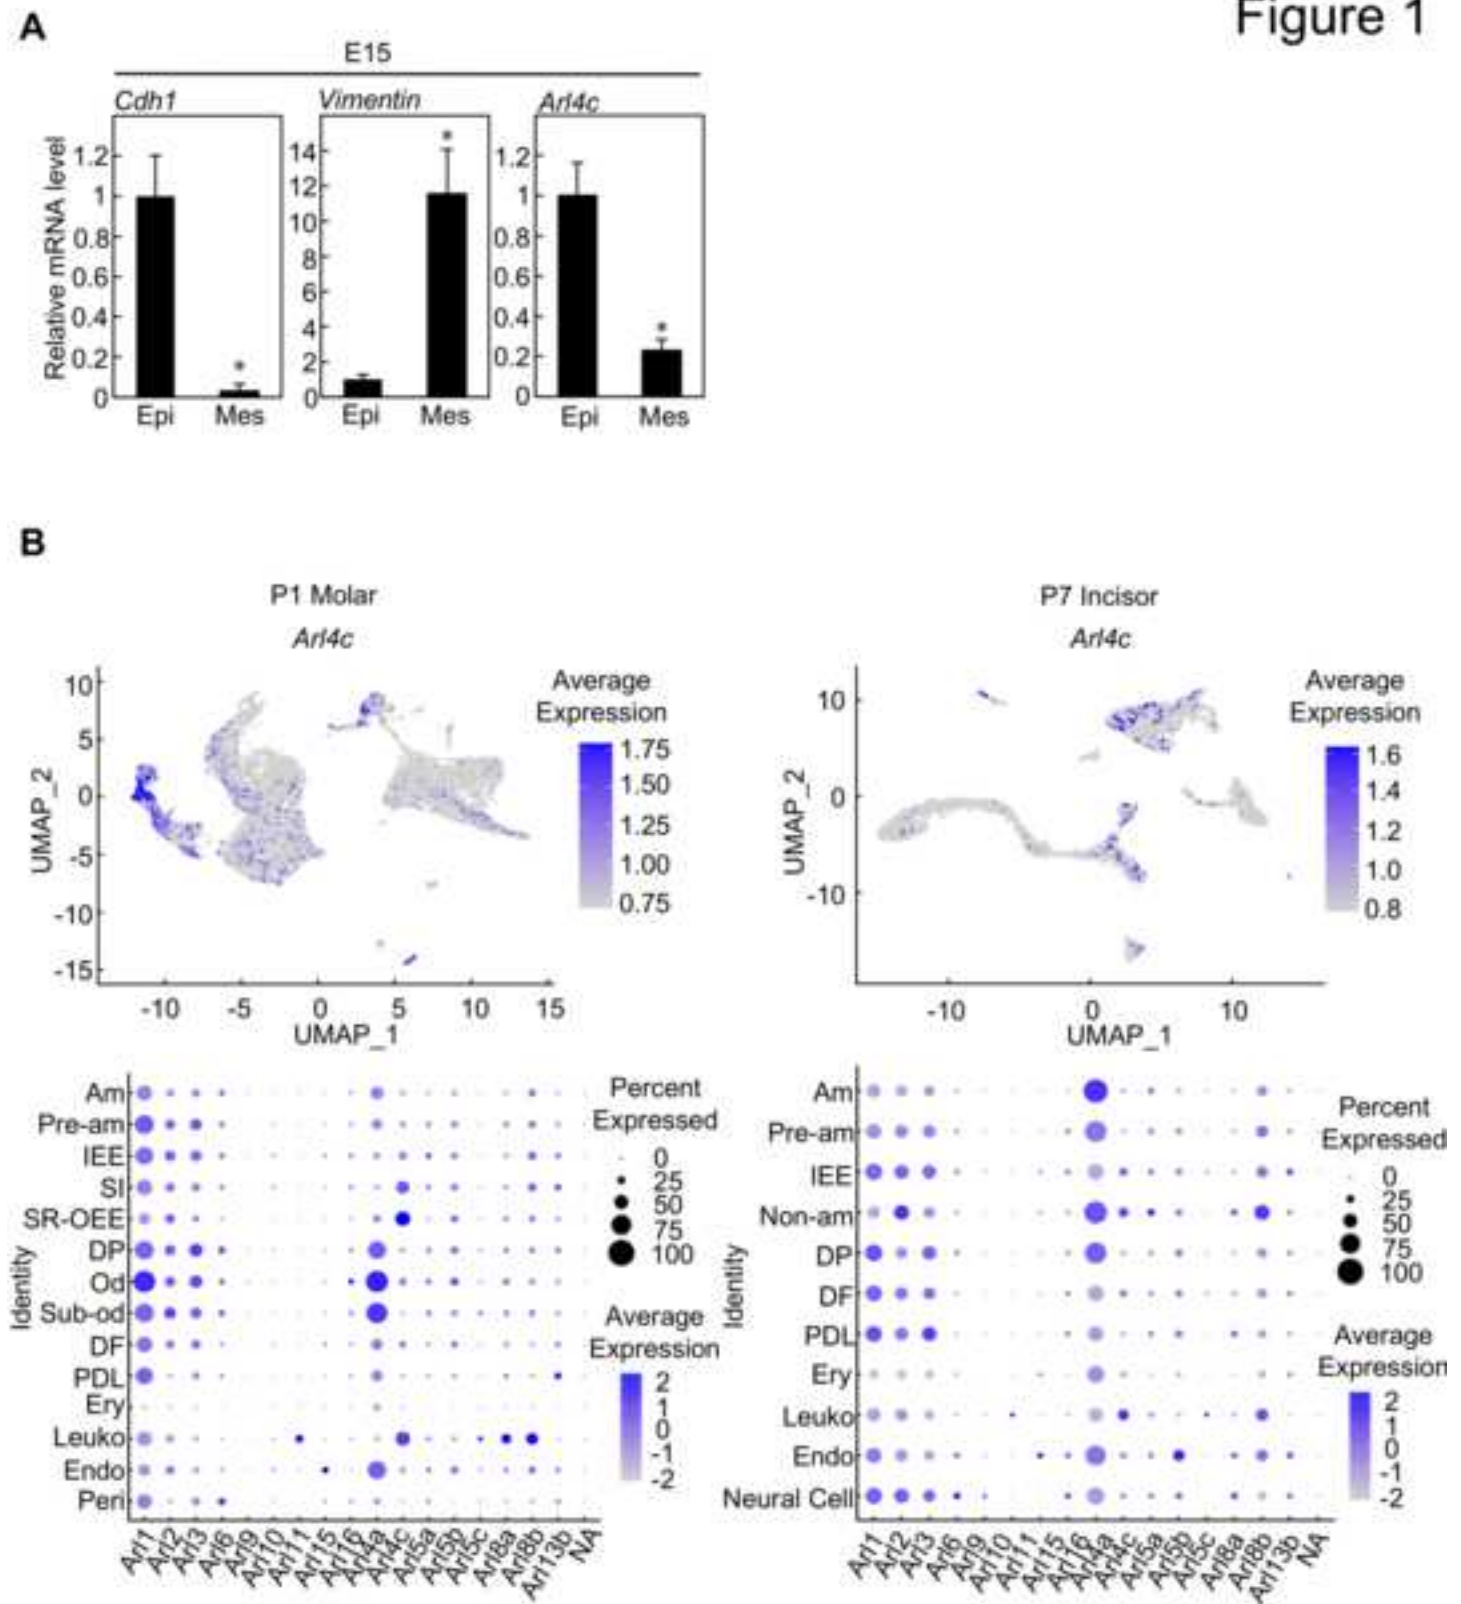 Figure 1
A
E15
Cdh1
Vimentin
Arl4c
Relative mRNA level
1.2
1
0.8
0.6
0.4
0.2
0
14
12
10
8
6
4
2
0
1.2
1
0.8
0.6
0.4
0.2
0
*
*
*
Epi Mes
Epi Mes
Epi Mes
B
P1 Molar
Arl4c
UMAP_2
10
5
0
-5
-10
-15
-10 -5 0 5 10 15
UMAP_1
Average
Expression
1.75
1.50
1.25
1.00
0.75
P7 Incisor
Arl4c
UMAP_2
10
0
-10
-10 0 10
UMAP_1
Average
Expression
1.6
1.4
1.2
1.0
0.8
Identity
Am
Pre-am
IEE
SI
SR-OEE
DP
Od
Sub-od
DF
PDL
Ery
Leuko
Endo
Peri
Arl1 Arl2 Arl3 Arl6 Arl9 Arl10 Arl11 Arl15 Arl16 Arl4a Arl4c Arl5a Arl5b Arl5c Arl8a Arl8b Arl13b NA
Percent
Expressed
0
25
50
75
100
Average
Expression
2
1
0
-1
-2
Identity
Am
Pre-am
IEE
Non-am
DP
DF
PDL
Ery
Leuko
Endo
Neural Cell
Arl1 Arl2 Arl3 Arl6 Arl9 Arl10 Arl11 Arl15 Arl16 Arl4a Arl4c Arl5a Arl5b Arl5c Arl8a Arl8b Arl13b NA
Percent
Expressed
0
25
50
75
100
Average
Expression
2
1
0
-1
-2